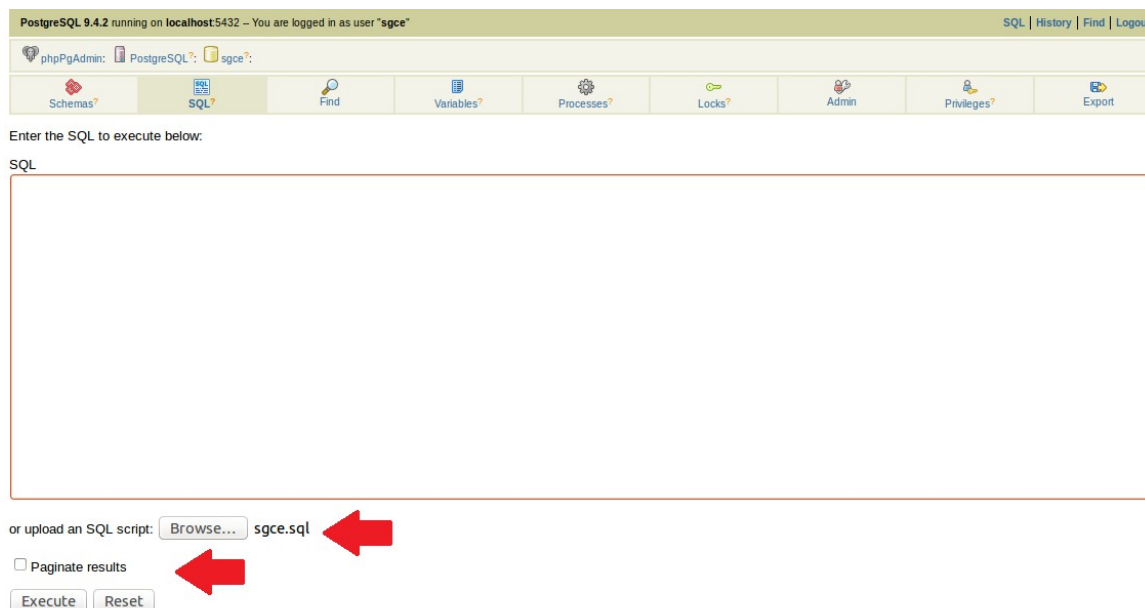 PostgreSQL 9.4.2 running on localhost:5432 -- You are logged in as user "sgce" SQL | History | Find | Logou
phpPgAdmin: PostgreSQL?: sgce?:
Schemas? SQL? Find Variables? Processes? Locks? Admin Privileges? Export
Enter the SQL to execute below:
SQL
or upload an SQL script: Browse... sgce.sql
Paginate results
Execute Reset